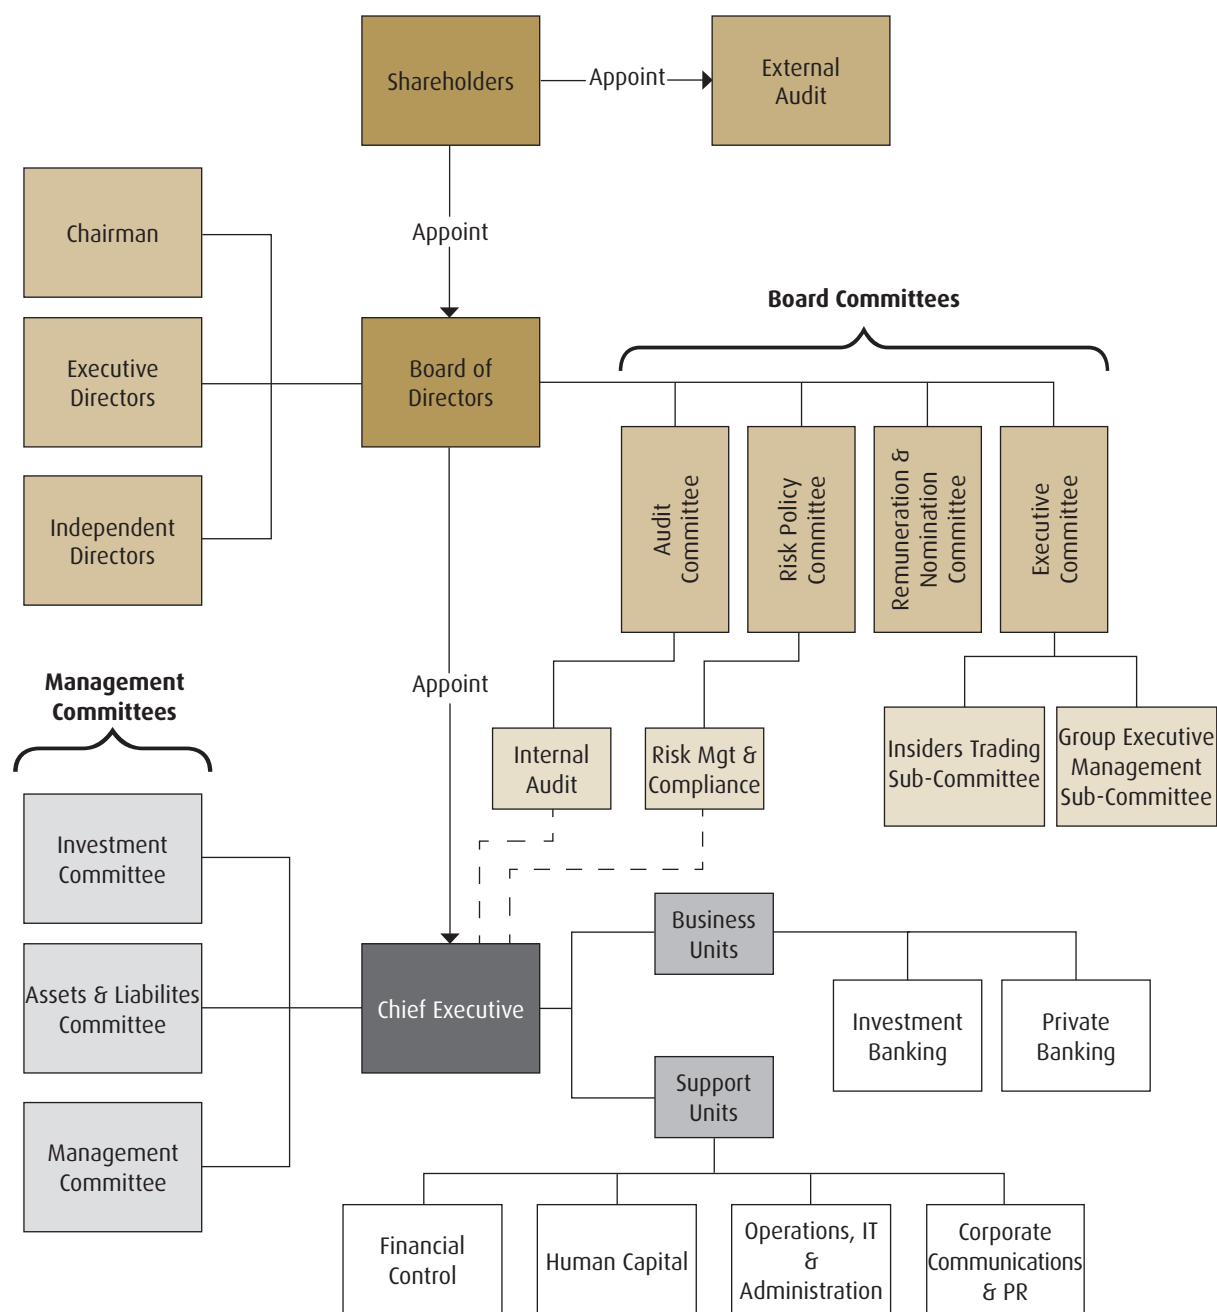 Shareholders
Appoint
External
Audit
Appoint
Chairman
Executive
Directors
Independent
Directors
Board of
Directors
Board Committees
Audit
Committee
Risk Policy
Committee
Remuneration &
Nomination
Committee
Executive
Committee
Appoint
Internal
Audit
Risk Mgt &
Compliance
Insiders Trading
Sub-Committee
Group Executive
Management
Sub-Committee
Management
Committees
Investment
Committee
Assets & Liabilites
Committee
Management
Committee
Chief Executive
Business
Units
Investment
Banking
Private
Banking
Support
Units
Financial
Control
Human Capital
Operations, IT
&
Administration
Corporate
Communications
& PR